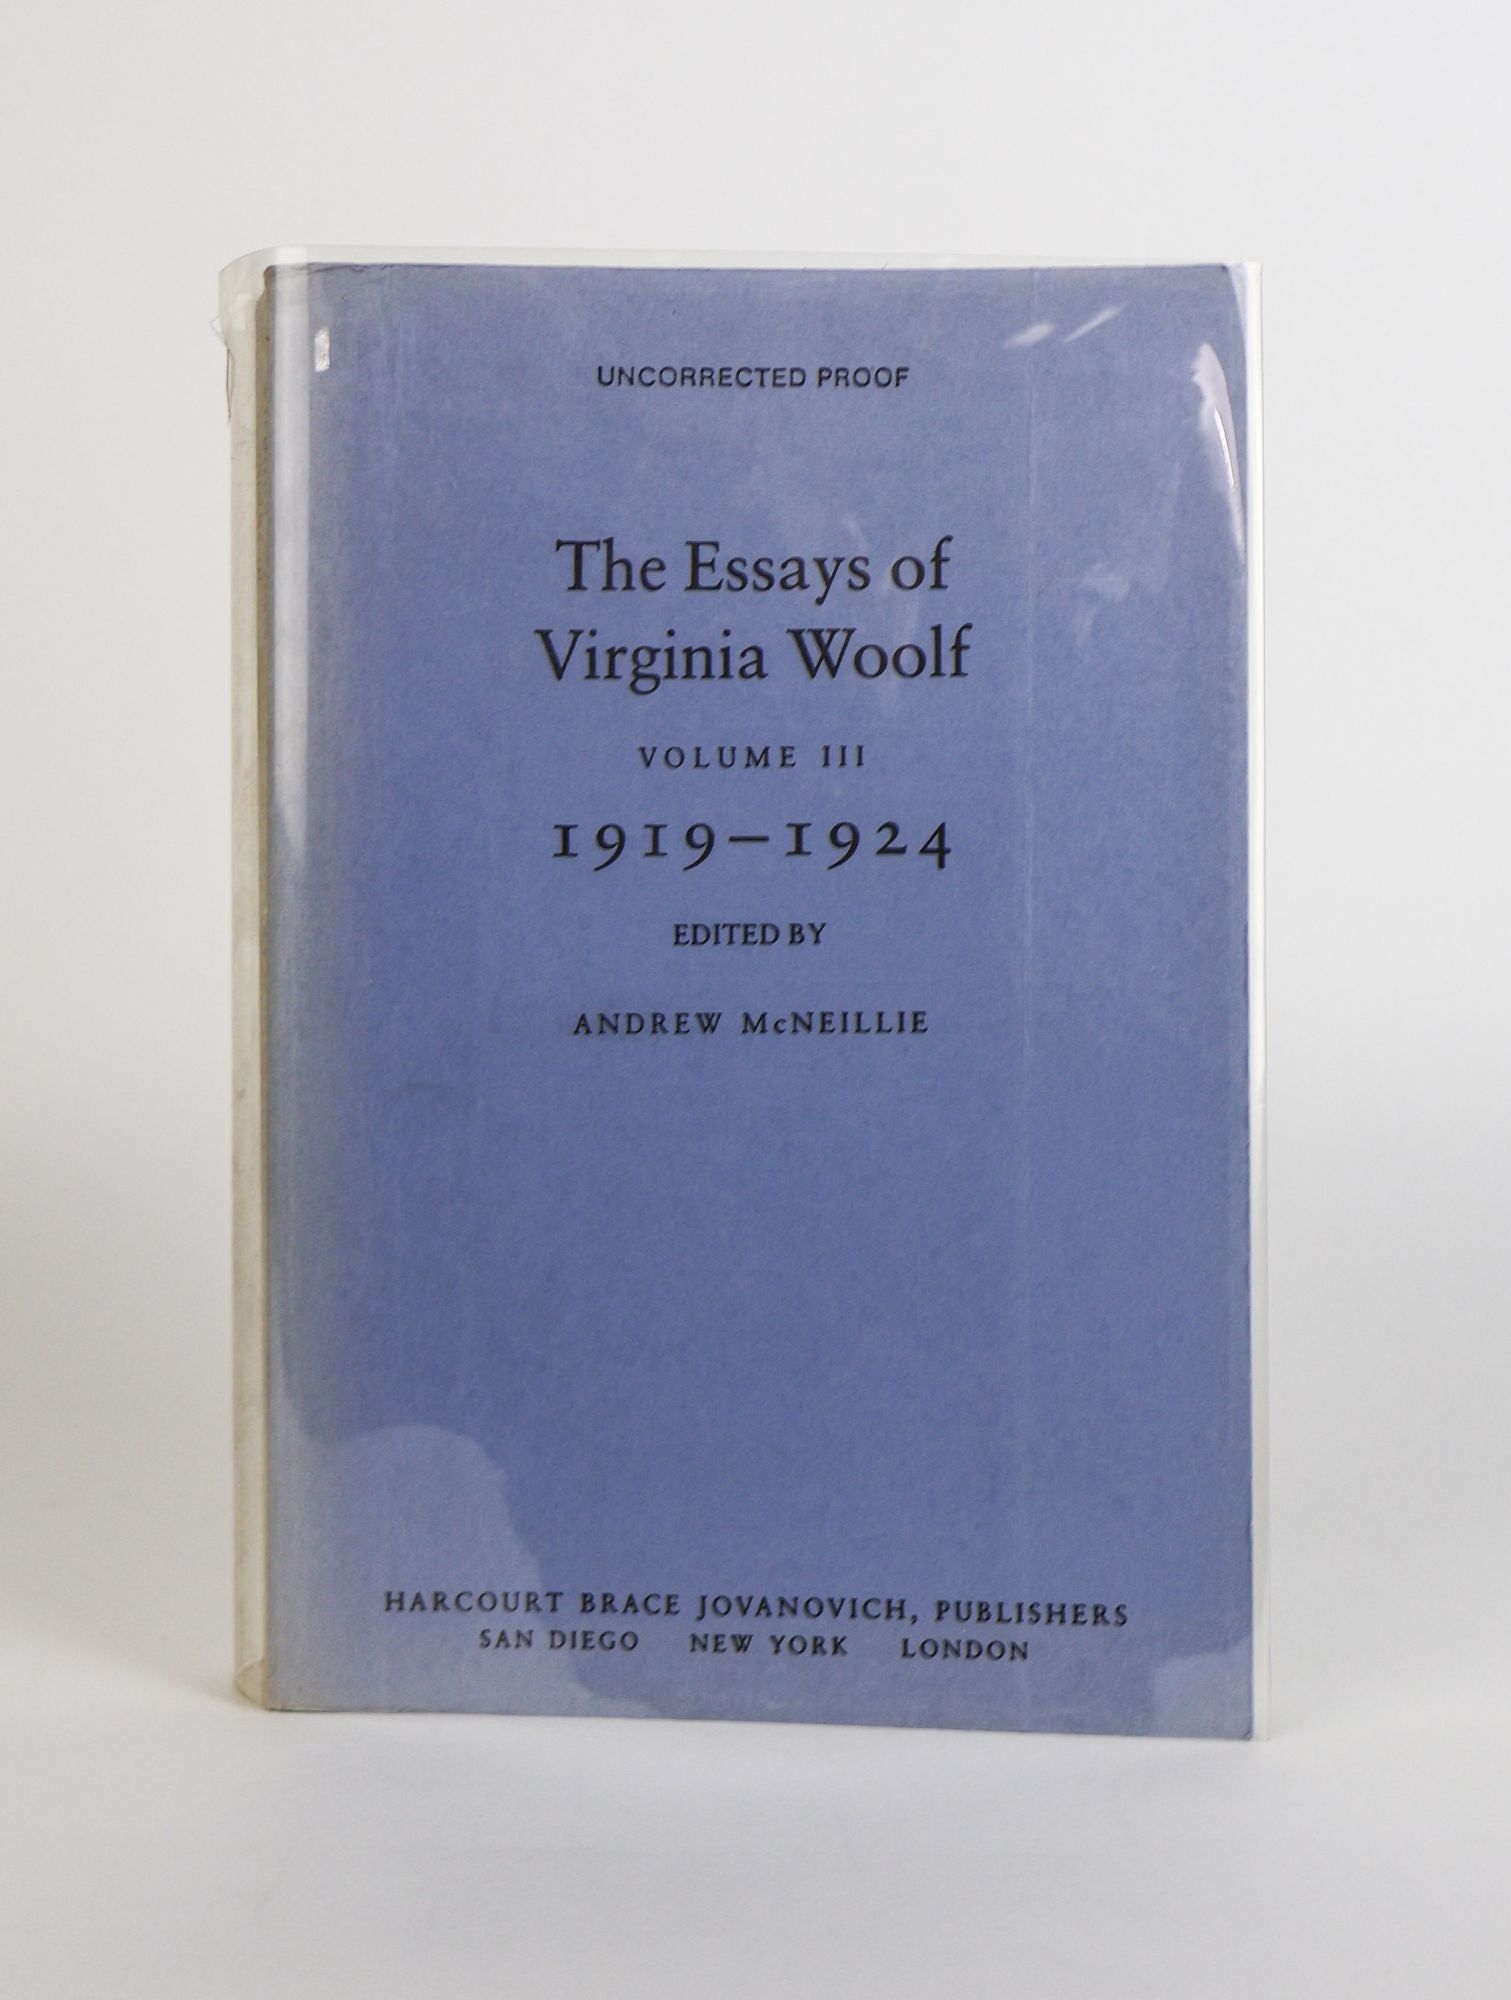 UNCORRECTED PROOF
The Essays of
Virginia Woolf
VOLUME III
1919–1924
EDITED BY
ANDREW McNEILLIE
HARCOURT BRACE JOVANOVICH, PUBLISHERS
SAN DIEGO NEW YORK LONDON